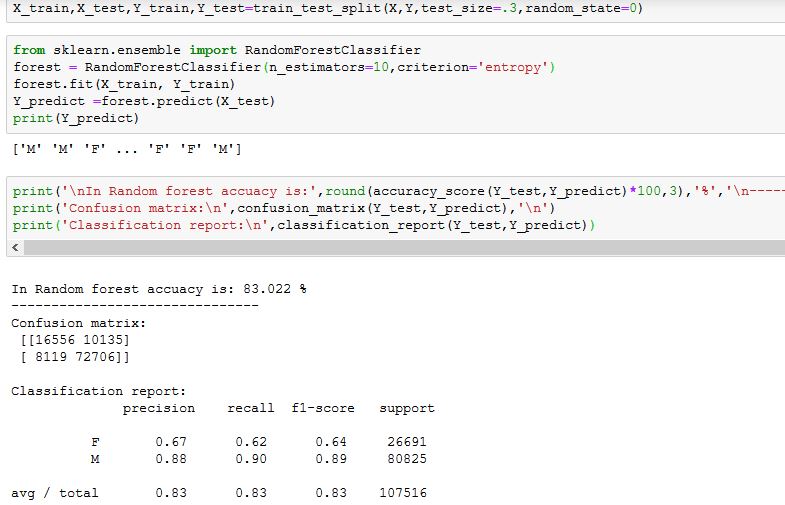 X_train,X_test,Y_train,Y_test=train_test_split(X,Y,test_size=.3,random_state=0)
from sklearn.ensemble import RandomForestClassifier
forest = RandomForestClassifier(n_estimators=10,criterion='entropy')
forest.fit(X_train, Y_train)
Y_predict =forest.predict(X_test)
print(Y_predict)
['M' 'M' 'F' ... 'F' 'F' 'M']
print('\nIn Random forest accuacy is:',round(accuracy_score(Y_test,Y_predict)*100,3),'%','\n-----
print('Confusion matrix:\n',confusion_matrix(Y_test,Y_predict),'\n')
print('Classification report:\n',classification_report(Y_test,Y_predict))
In Random forest accuacy is: 83.022 %
-------------------------------
Confusion matrix:
[[16556 10135]
[ 8119 72706]]
Classification report:
precision recall f1-score support
F 0.67 0.62 0.64 26691
M 0.88 0.90 0.89 80825
avg / total 0.83 0.83 0.83 107516